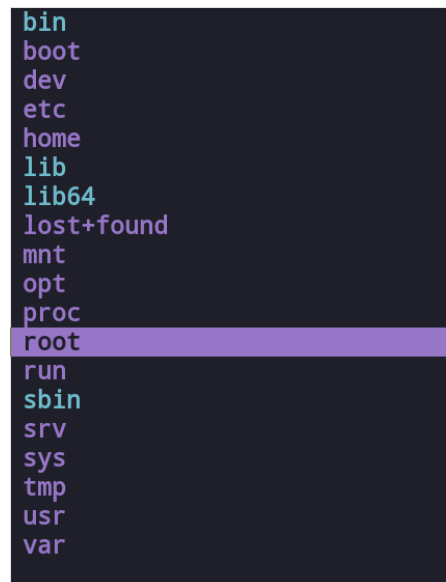 bin
boot
dev
etc
home
lib
lib64
lost+found
mnt
opt
proc
root
run
sbin
srv
sys
tmp
usr
var